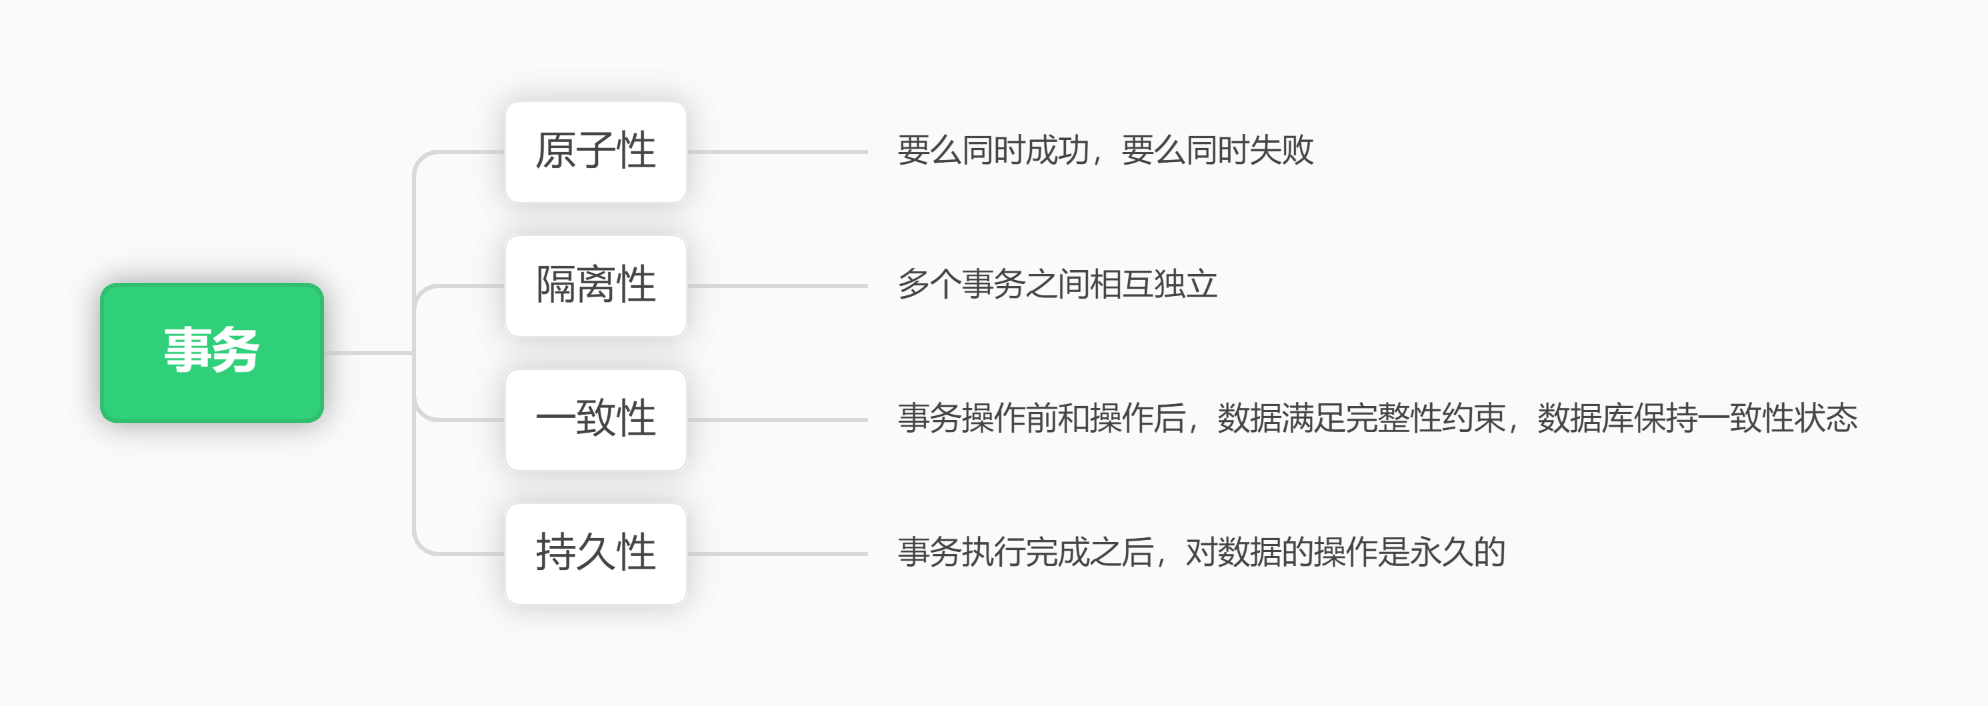 事务
原子性
要么同时成功，要么同时失败
隔离性
多个事务之间相互独立
一致性
事务操作前和操作后，数据满足完整性约束，数据库保持一致性状态
持久性
事务执行完成之后，对数据的操作是永久的